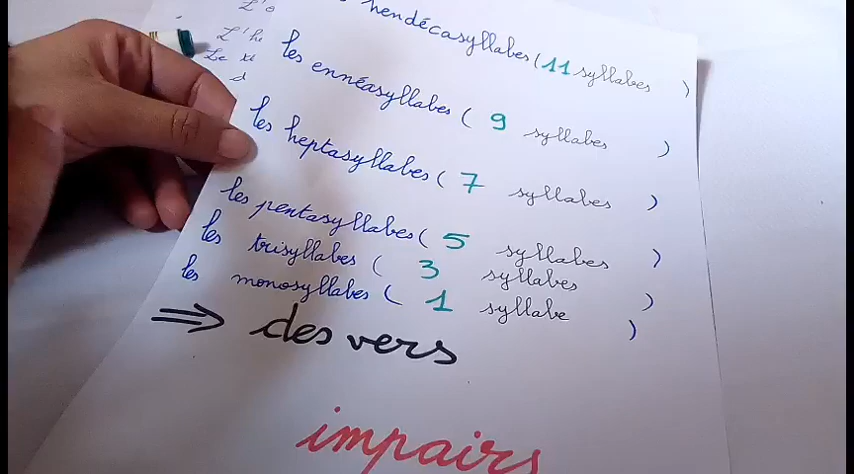 L'h
Le
d
hendécasyllabes (11 syllabes )
les ennéasyllabes ( 9 syllabes )
les heptasyllabes ( 7 syllabes )
les pentasyllabes ( 5 syllabes )
les trisyllabes ( 3 syllabes )
les monosyllabes ( 1 syllabe )
⇒ des vers
impairs